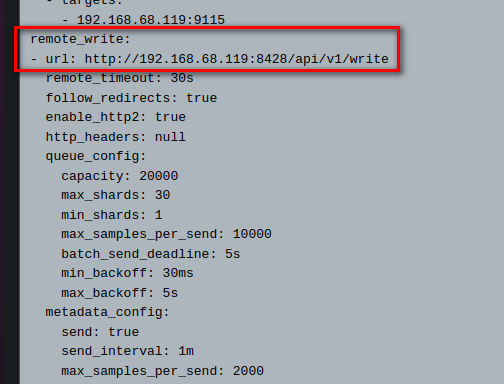 - targets:
- 192.168.68.119:9115
remote_write:
- url: http://192.168.68.119:8428/api/v1/write
remote_timeout: 30s
follow_redirects: true
enable_http2: true
http_headers: null
queue_config:
capacity: 20000
max_shards: 30
min_shards: 1
max_samples_per_send: 10000
batch_send_deadline: 5s
min_backoff: 30ms
max_backoff: 5s
metadata_config:
send: true
send_interval: 1m
max_samples_per_send: 2000